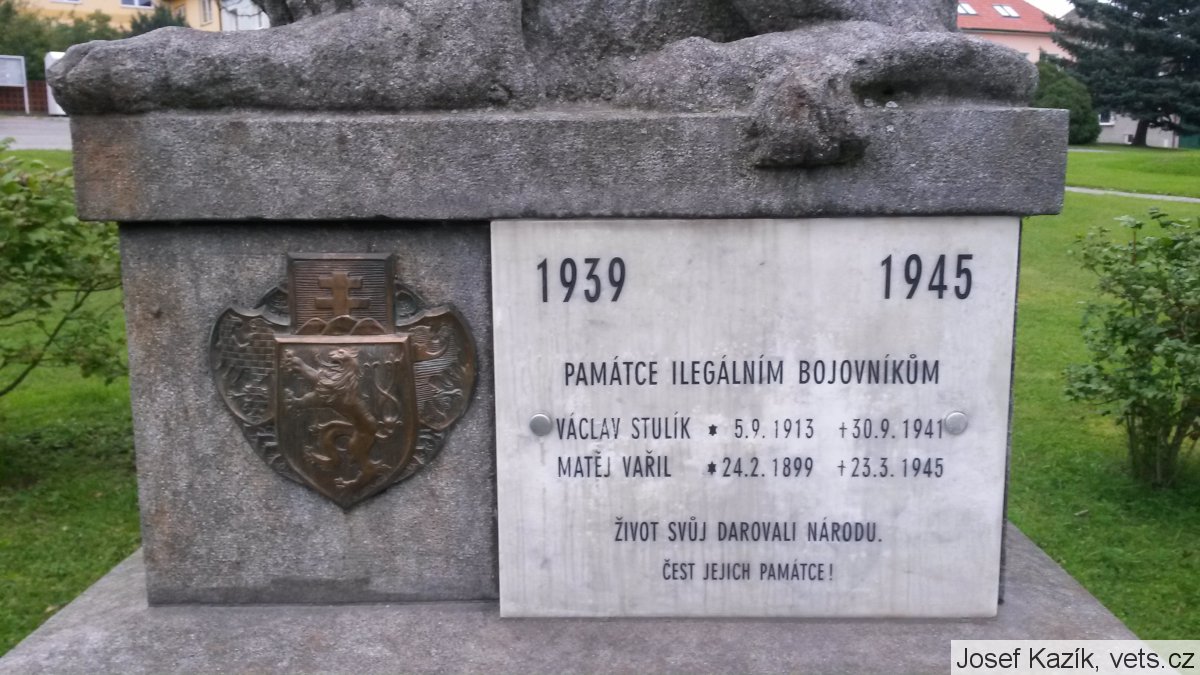 1939 1945
PAMÁTCE ILEGÁLNÍM BOJOVNÍKŮM
VÁCLAV STULÍK * 5.9.1913 +30.9.1941
MATĚJ VAŘIL *24.2.1899 +23.3.1945
ŽIVOT SVŮJ DAROVALI NÁRODU.
ČEST JEJICH PAMÁTCE!
Josef Kazík, vets.cz